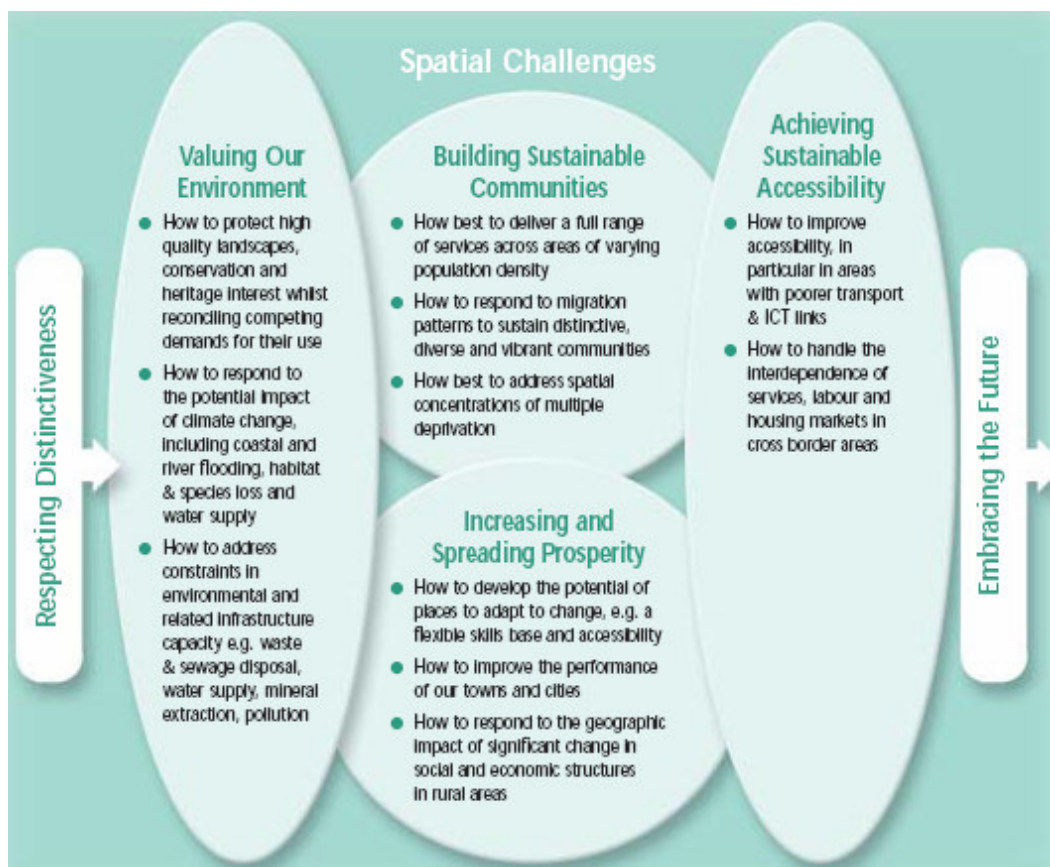 Spatial Challenges
Respecting Distinctiveness
Valuing Our
Environment
How to protect high
quality landscapes,
conservation and
heritage interest whilst
reconciling competing
demands for their use
How to respond to
the potential impact
of climate change,
including coastal and
river flooding, habitat
& species loss and
water supply
How to address
constraints in
environmental and
related infrastructure
capacity e.g. waste
& sewage disposal,
water supply, mineral
extraction, pollution
Building Sustainable
Communities
How best to deliver a full range
of services across areas of varying
population density
How to respond to migration
patterns to sustain distinctive,
diverse and vibrant communities
How best to address spatial
concentrations of multiple
deprivation
Increasing and
Spreading Prosperity
How to develop the potential of
places to adapt to change, e.g. a
flexible skills base and accessibility
How to improve the performance
of our towns and cities
How to respond to the geographic
impact of significant change in
social and economic structures
in rural areas
Achieving
Sustainable
Accessibility
How to improve
accessibility, in
particular in areas
with poorer transport
& ICT links
How to handle the
interdependence of
services, labour and
housing markets in
cross border areas
Embracing the Future